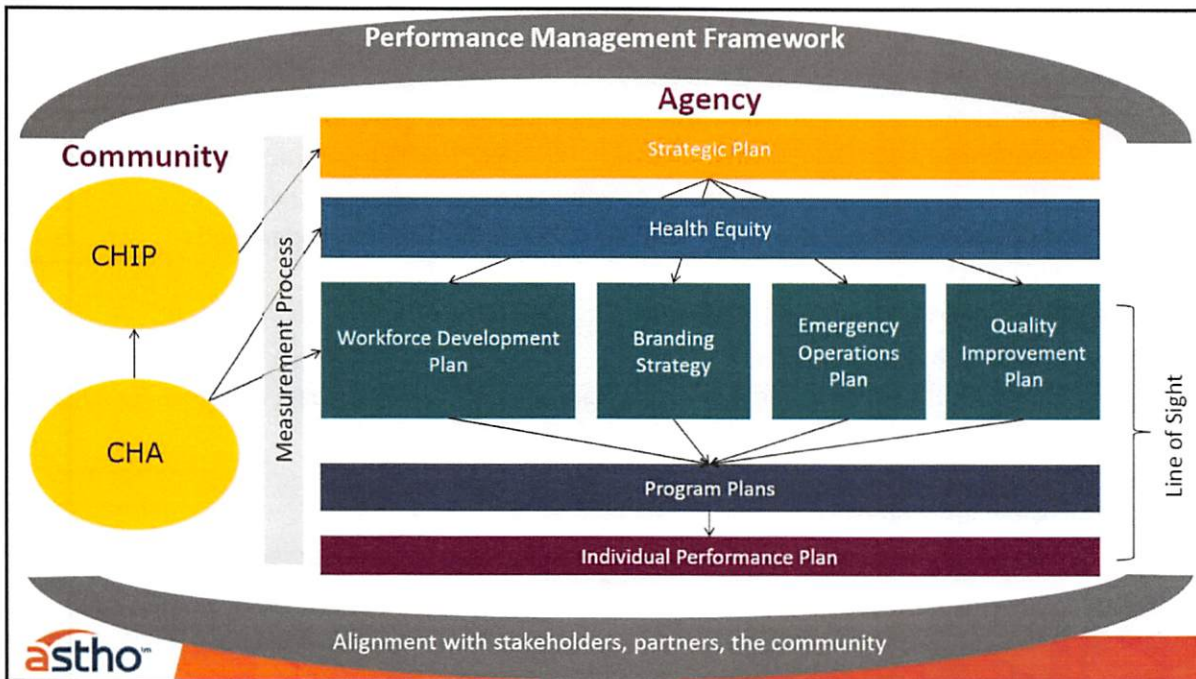 Performance Management Framework
Agency
Community
Strategic Plan
CHIP
Health Equity
Measurement Process
Workforce Development
Plan
Branding
Strategy
Emergency
Operations
Plan
Quality
Improvement
Plan
CHA
Line of Sight
Program Plans
Individual Performance Plan
Alignment with stakeholders, partners, the community
astho™